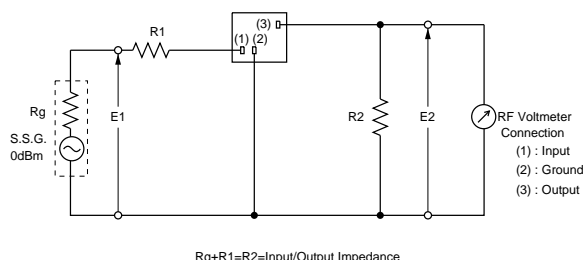 R1
(3)
(1) (2)
Rg
S.S.G.
0dBm
E1
R2
E2
RF Voltmeter
Connection
(1) : Input
(2) : Ground
(3) : Output
Rg+R1=R2=Input/Output Impedance